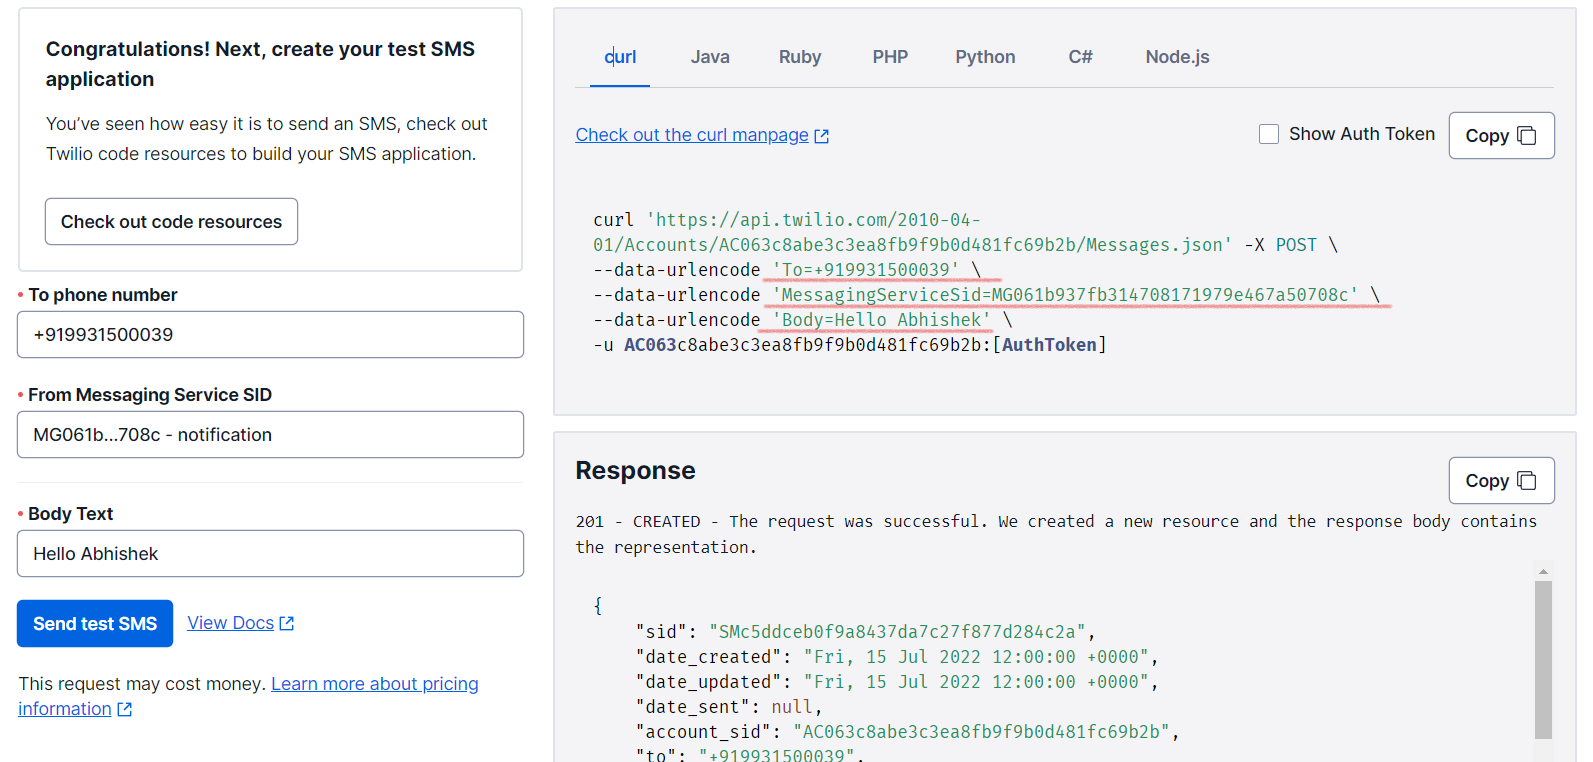 Congratulations! Next, create your test SMS
application
You’ve seen how easy it is to send an SMS, check out
Twilio code resources to build your SMS application.
Check out code resources
• To phone number
+919931500039
• From Messaging Service SID
MG061b...708c - notification
• Body Text
Hello Abhishek
Send test SMS
View Docs
This request may cost money. Learn more about pricing
information
curl
Java
Ruby
PHP
Python
C#
Node.js
Check out the curl manpage
Show Auth Token
Copy
curl 'https://api.twilio.com/2010-04-
01/Accounts/AC063c8abe3c3ea8fb9f9b0d481fc69b2b/Messages.json' -X POST \
--data-urlencode 'To=+919931500039' \
--data-urlencode 'MessagingServiceSid=MG061b937fb314708171979e467a50708c' \
--data-urlencode 'Body=Hello Abhishek' \
-u AC063c8abe3c3ea8fb9f9b0d481fc69b2b:[AuthToken]
Response
Copy
201 - CREATED - The request was successful. We created a new resource and the response body contains
the representation.
{
"sid": "SMc5ddceb0f9a8437da7c27f877d284c2a",
"date_created": "Fri, 15 Jul 2022 12:00:00 +0000",
"date_updated": "Fri, 15 Jul 2022 12:00:00 +0000",
"date_sent": null,
"account_sid": "AC063c8abe3c3ea8fb9f9b0d481fc69b2b",
"to": "+919931500039",